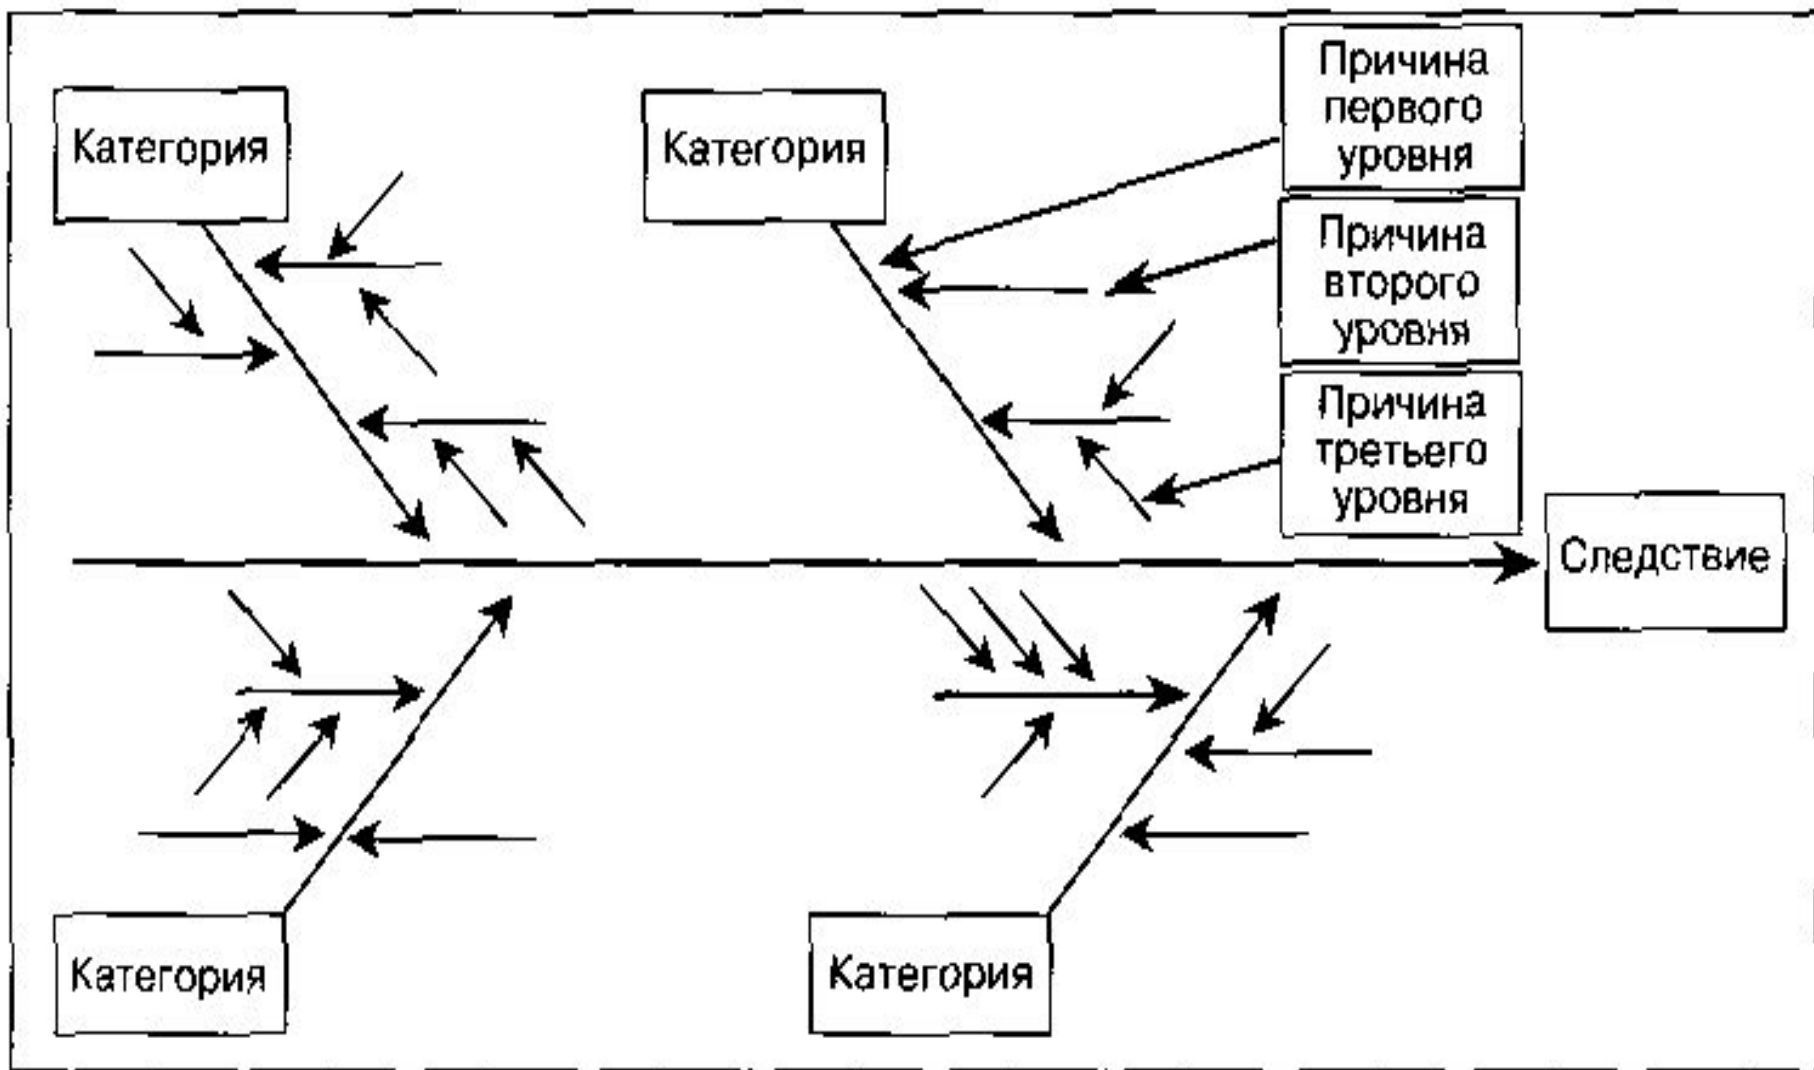 Категория
Категория
Причина
первого
уровня
Причина
второго
уровня
Причина
третьего
уровня
Следствие
Категория
Категория